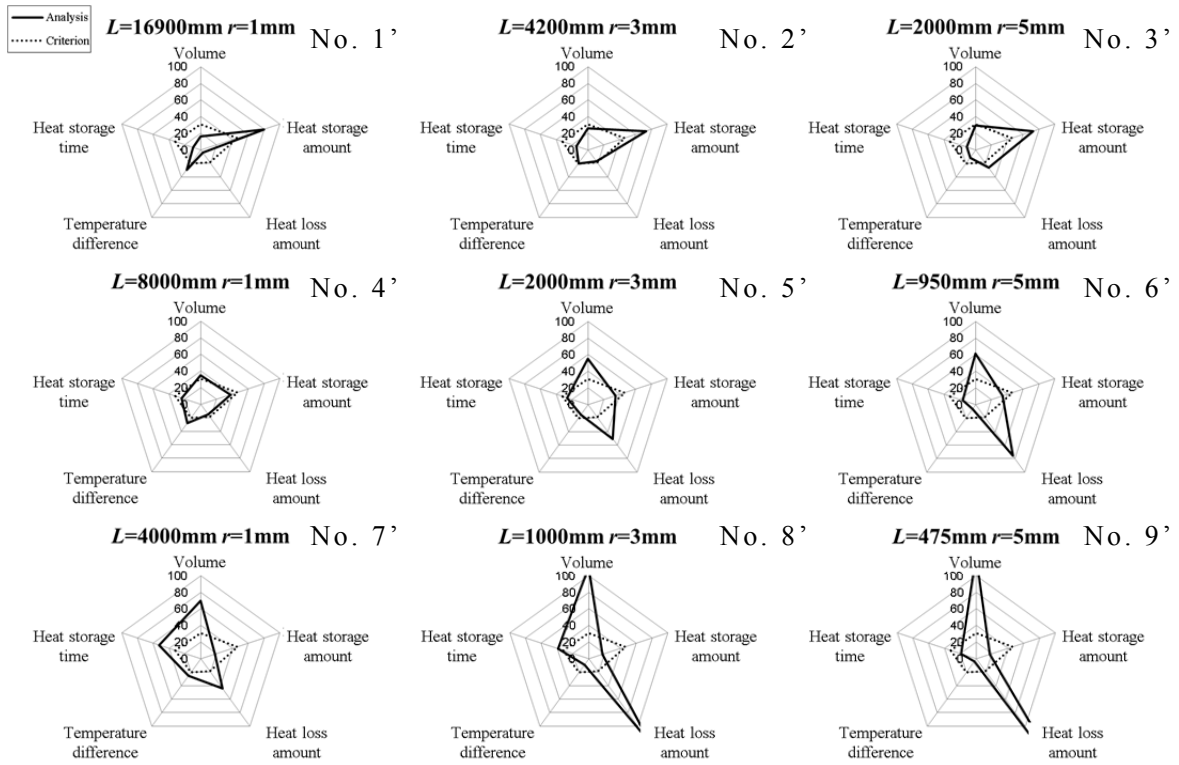 Analysis
Criterion
L=16900mm r=1mm No. 1’
Volume
100
80
60
40
20
0
Heat storage time
Heat storage amount
Temperature difference
Heat loss amount
L=4200mm r=3mm No. 2’
Volume
100
80
60
40
20
0
Heat storage time
Heat storage amount
Temperature difference
Heat loss amount
L=2000mm r=5mm No. 3’
Volume
100
80
60
40
20
0
Heat storage time
Heat storage amount
Temperature difference
Heat loss amount
L=8000mm r=1mm No. 4’
Volume
100
80
60
40
20
0
Heat storage time
Heat storage amount
Temperature difference
Heat loss amount
L=2000mm r=3mm No. 5’
Volume
100
80
60
40
20
0
Heat storage time
Heat storage amount
Temperature difference
Heat loss amount
L=950mm r=5mm No. 6’
Volume
100
80
60
40
20
0
Heat storage time
Heat storage amount
Temperature difference
Heat loss amount
L=4000mm r=1mm No. 7’
Volume
100
80
60
40
20
0
Heat storage time
Heat storage amount
Temperature difference
Heat loss amount
L=1000mm r=3mm No. 8’
Volume
100
80
60
40
20
0
Heat storage time
Heat storage amount
Temperature difference
Heat loss amount
L=475mm r=5mm No. 9’
Volume
100
80
60
40
20
0
Heat storage time
Heat storage amount
Temperature difference
Heat loss amount